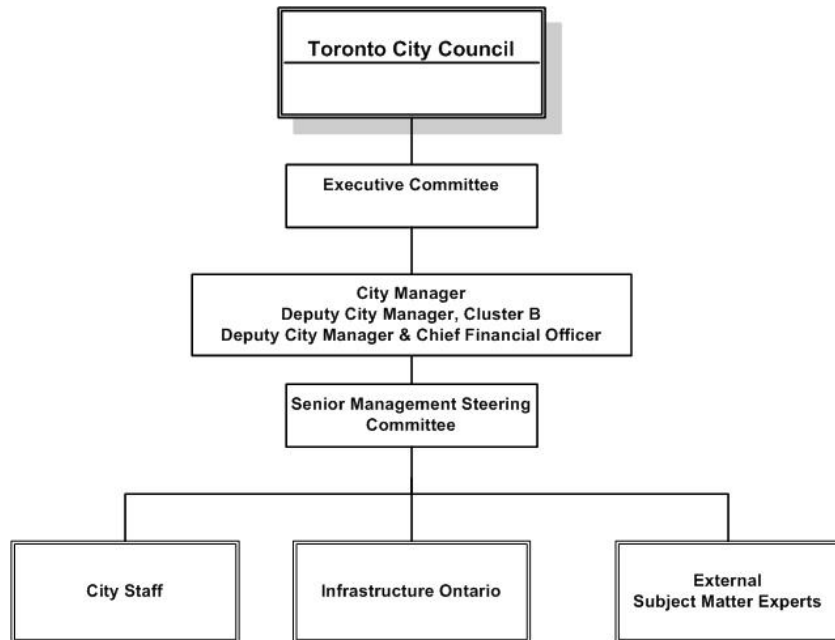 Toronto City Council
Executive Committee
City Manager
Deputy City Manager, Cluster B
Deputy City Manager & Chief Financial Officer
Senior Management Steering
Committee
City Staff
Infrastructure Ontario
External
Subject Matter Experts